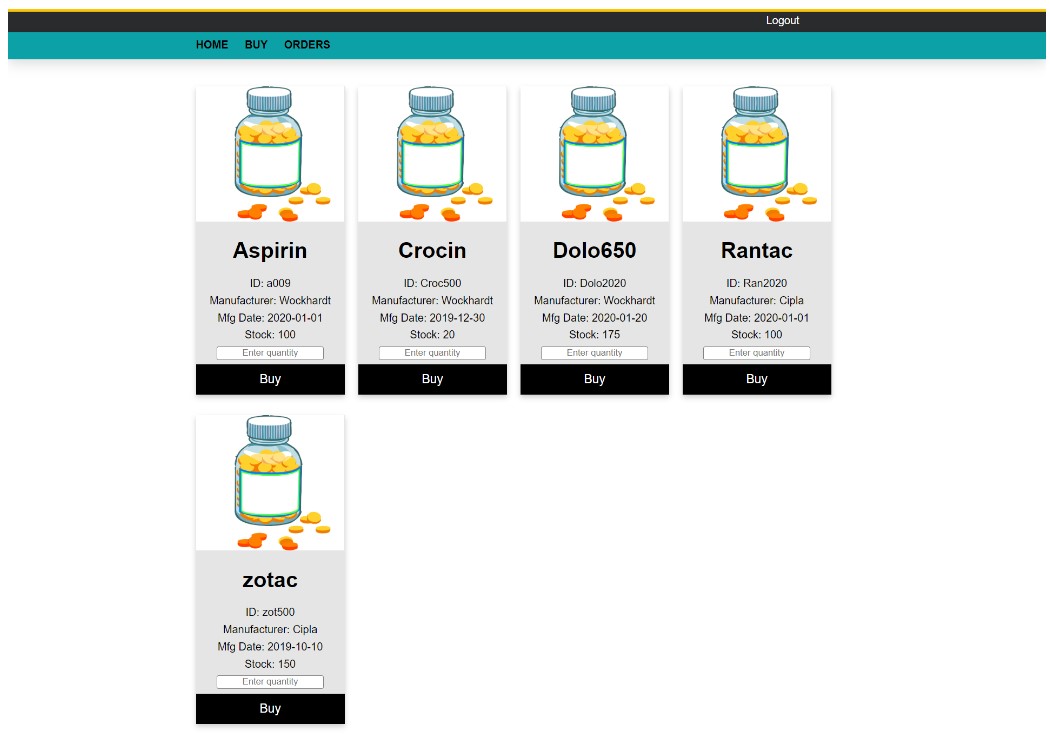 Logout
HOME BUY ORDERS
Aspirin
ID: a009
Manufacturer: Wockhardt
Mfg Date: 2020-01-01
Stock: 100
Enter quantity
Buy
Crocin
ID: Croc500
Manufacturer: Wockhardt
Mfg Date: 2019-12-30
Stock: 20
Enter quantity
Buy
Dolo650
ID: Dolo2020
Manufacturer: Wockhardt
Mfg Date: 2020-01-20
Stock: 175
Enter quantity
Buy
Rantac
ID: Ran2020
Manufacturer: Cipla
Mfg Date: 2020-01-01
Stock: 100
Enter quantity
Buy
zotac
ID: zot500
Manufacturer: Cipla
Mfg Date: 2019-10-10
Stock: 150
Enter quantity
Buy